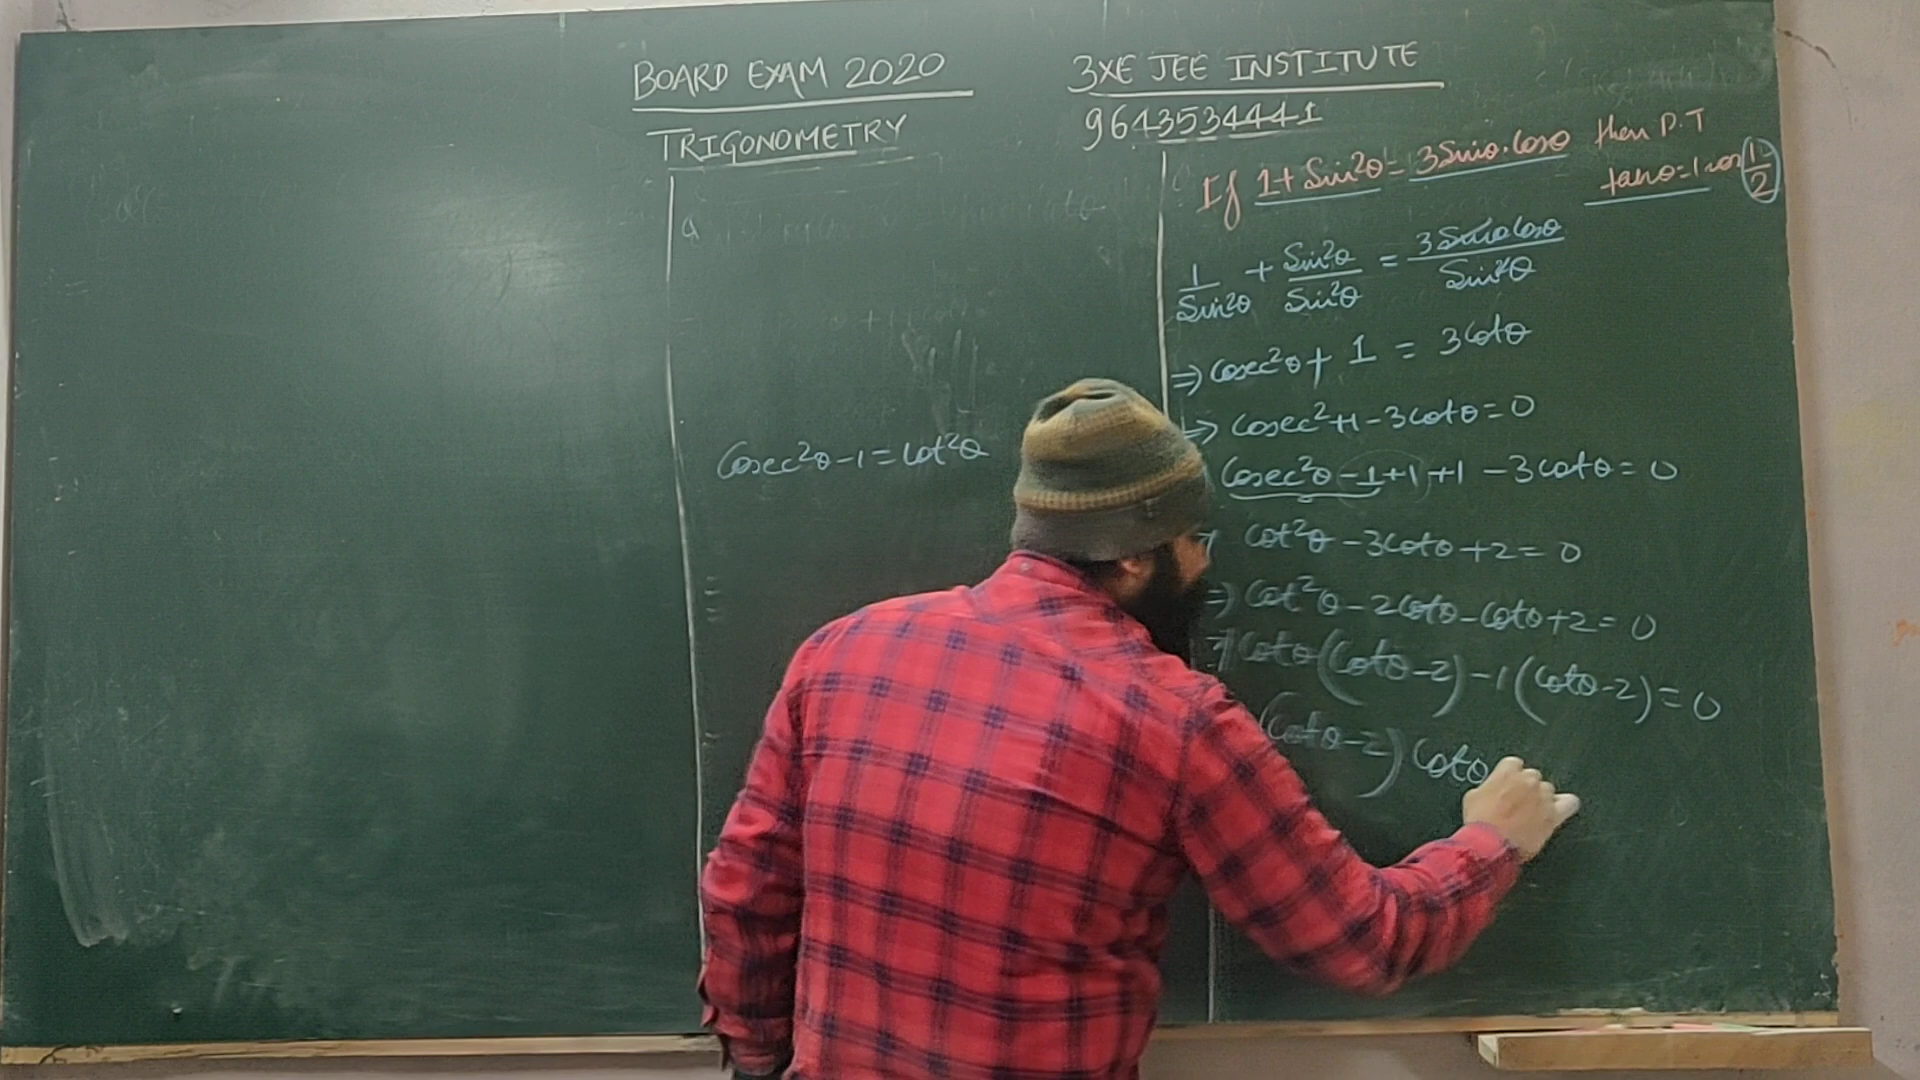 BOARD EXAM 2020
TRIGONOMETRY
3XE JEE INSTITUTE
9643534441
If 1+ Sin²θ = 3Sinθ.Cosθ then P.T
tanθ=1 or 1/2
1/Sin²θ + Sin²θ/Sin²θ = 3SinθCosθ/Sin²θ
⇒ Cosec²θ + 1 = 3Cotθ
⇒ Cosec²+1-3Cotθ=0
Cosec²θ-1+1+1-3Cotθ=0
Cosec²θ-1=Cot²θ
⇒ Cot²θ-3Cotθ+2=0
⇒ Cot²θ-2Cotθ-Cotθ+2=0
⇒ Cotθ(Cotθ-2)-1(Cotθ-2)=0
(Cotθ-2) Cotθ